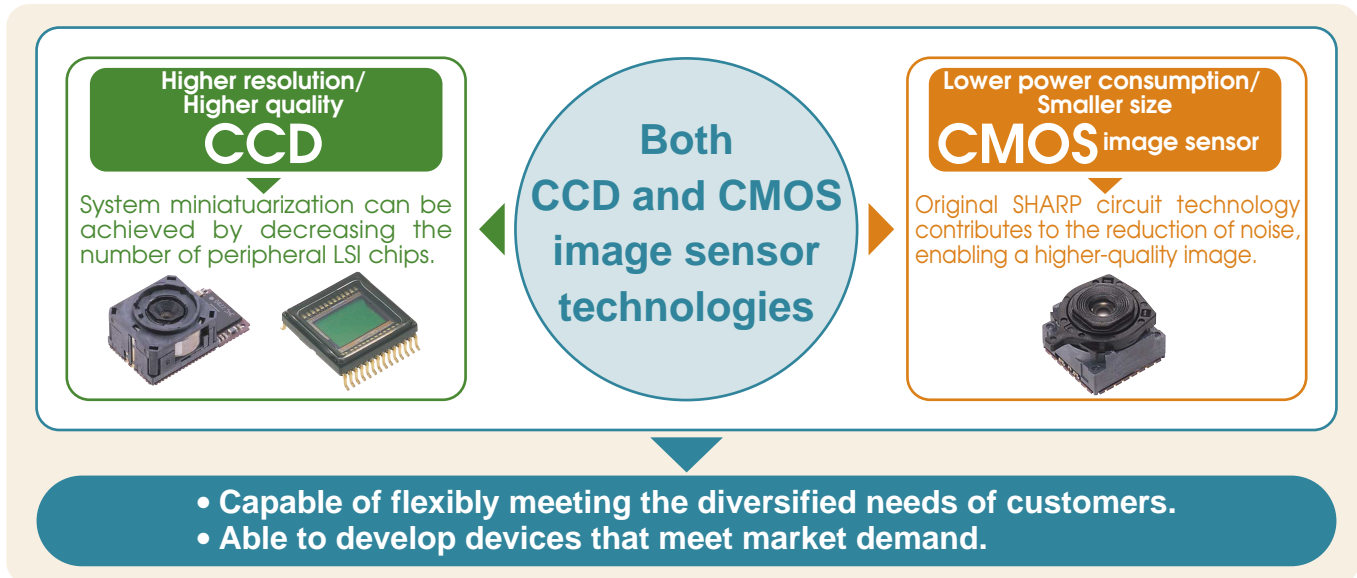 Higher resolution/
Higher quality
CCD
System miniatuarization can be
achieved by decreasing the
number of peripheral LSI chips.
Both
CCD and CMOS
image sensor
technologies
Lower power consumption/
Smaller size
CMOS image sensor
Original SHARP circuit technology
contributes to the reduction of noise,
enabling a higher-quality image.
• Capable of flexibly meeting the diversified needs of customers.
• Able to develop devices that meet market demand.